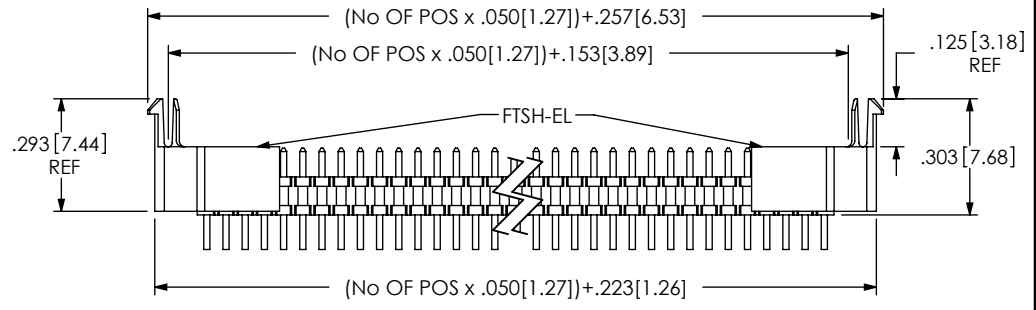 (No OF POS x .050[1.27])+.257[6.53]
(No OF POS x .050[1.27])+.153[3.89]
.125[3.18]
REF
FTSH-EL
.293[7.44]
REF
.303[7.68]
(No OF POS x .050[1.27])+.223[1.26]